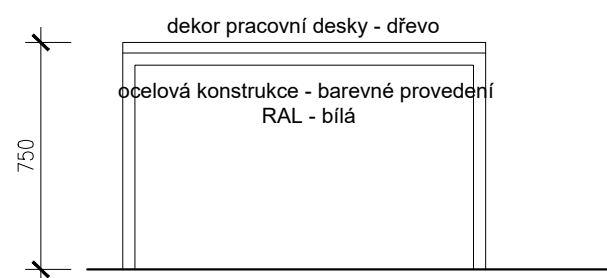 dekor pracovní desky - dřevo
ocelová konstrukce - barevné provedení
RAL - bílá
750